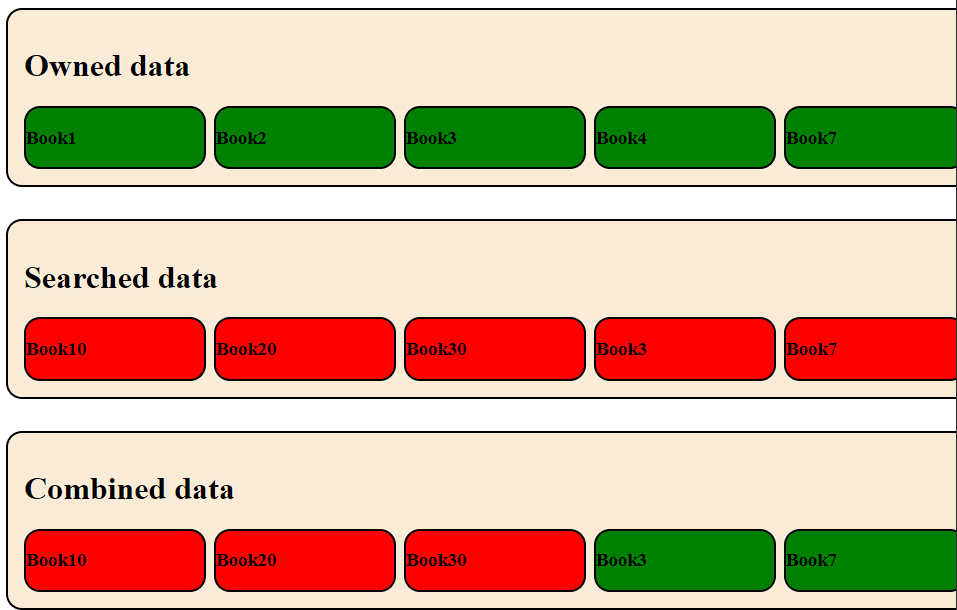 Owned data
Book1 Book2 Book3 Book4 Book7
Searched data
Book10 Book20 Book30 Book3 Book7
Combined data
Book10 Book20 Book30 Book3 Book7